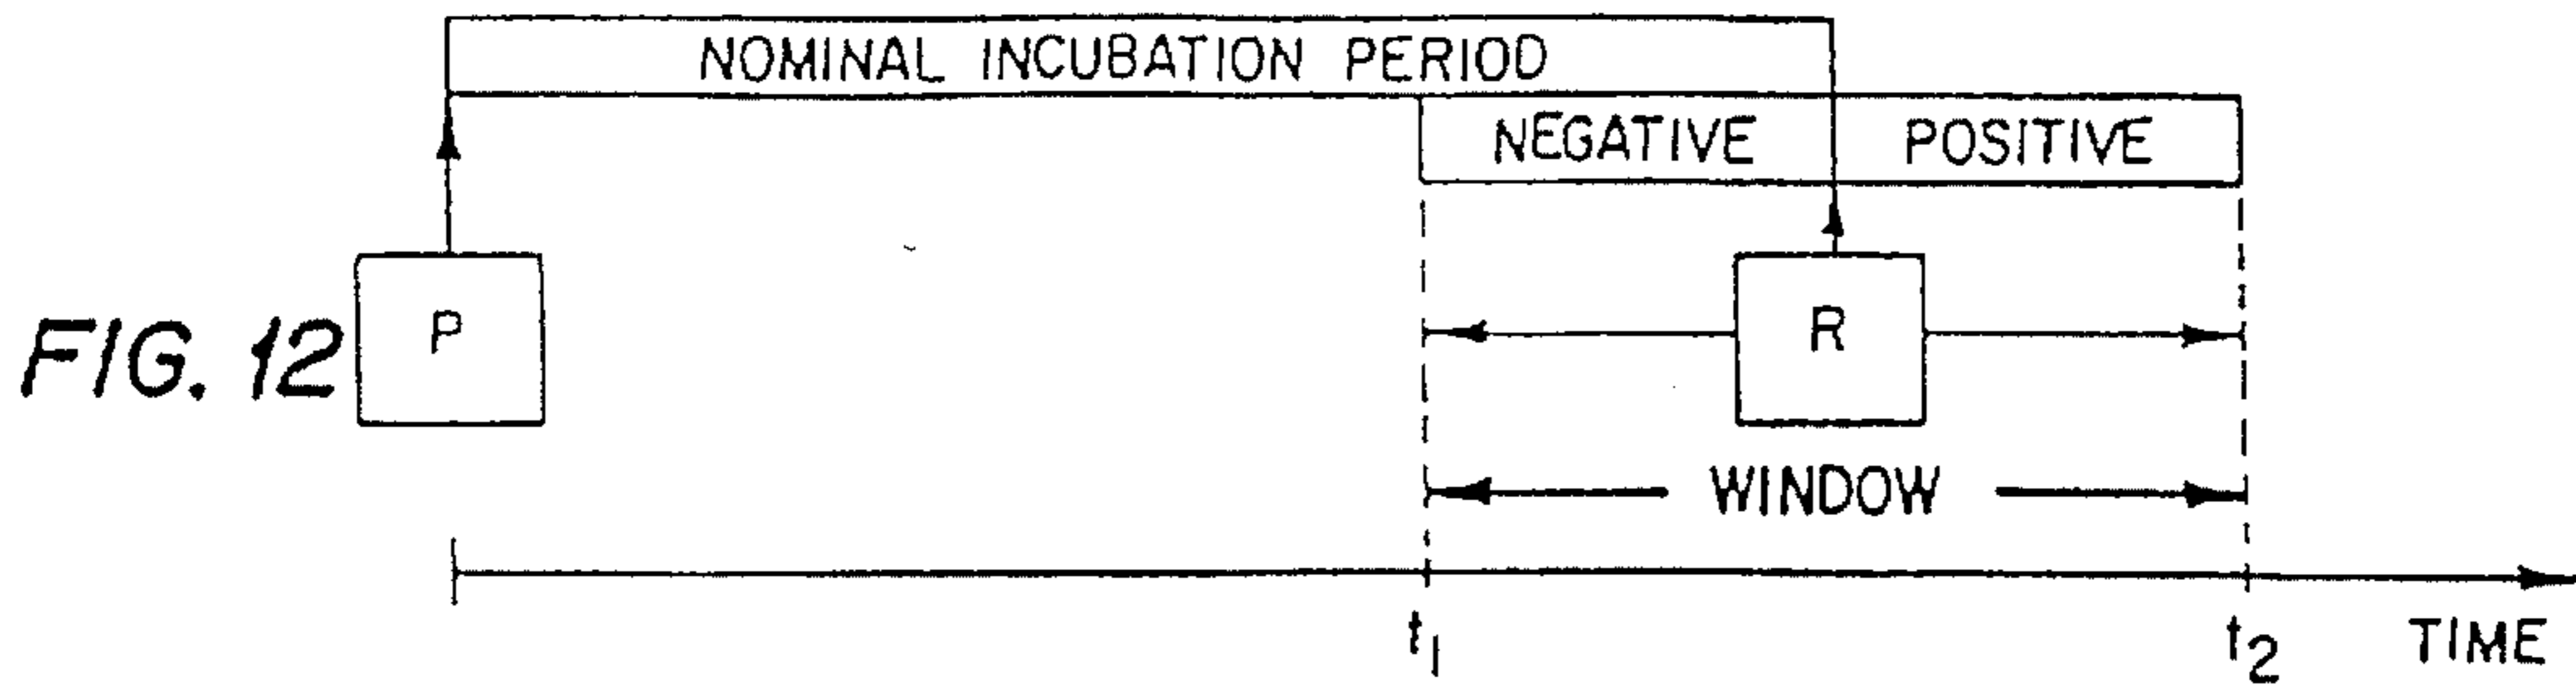 NOMINAL INCUBATION PERIOD
NEGATIVE POSITIVE
FIG. 12
P
R
WINDOW
t1 t2 TIME